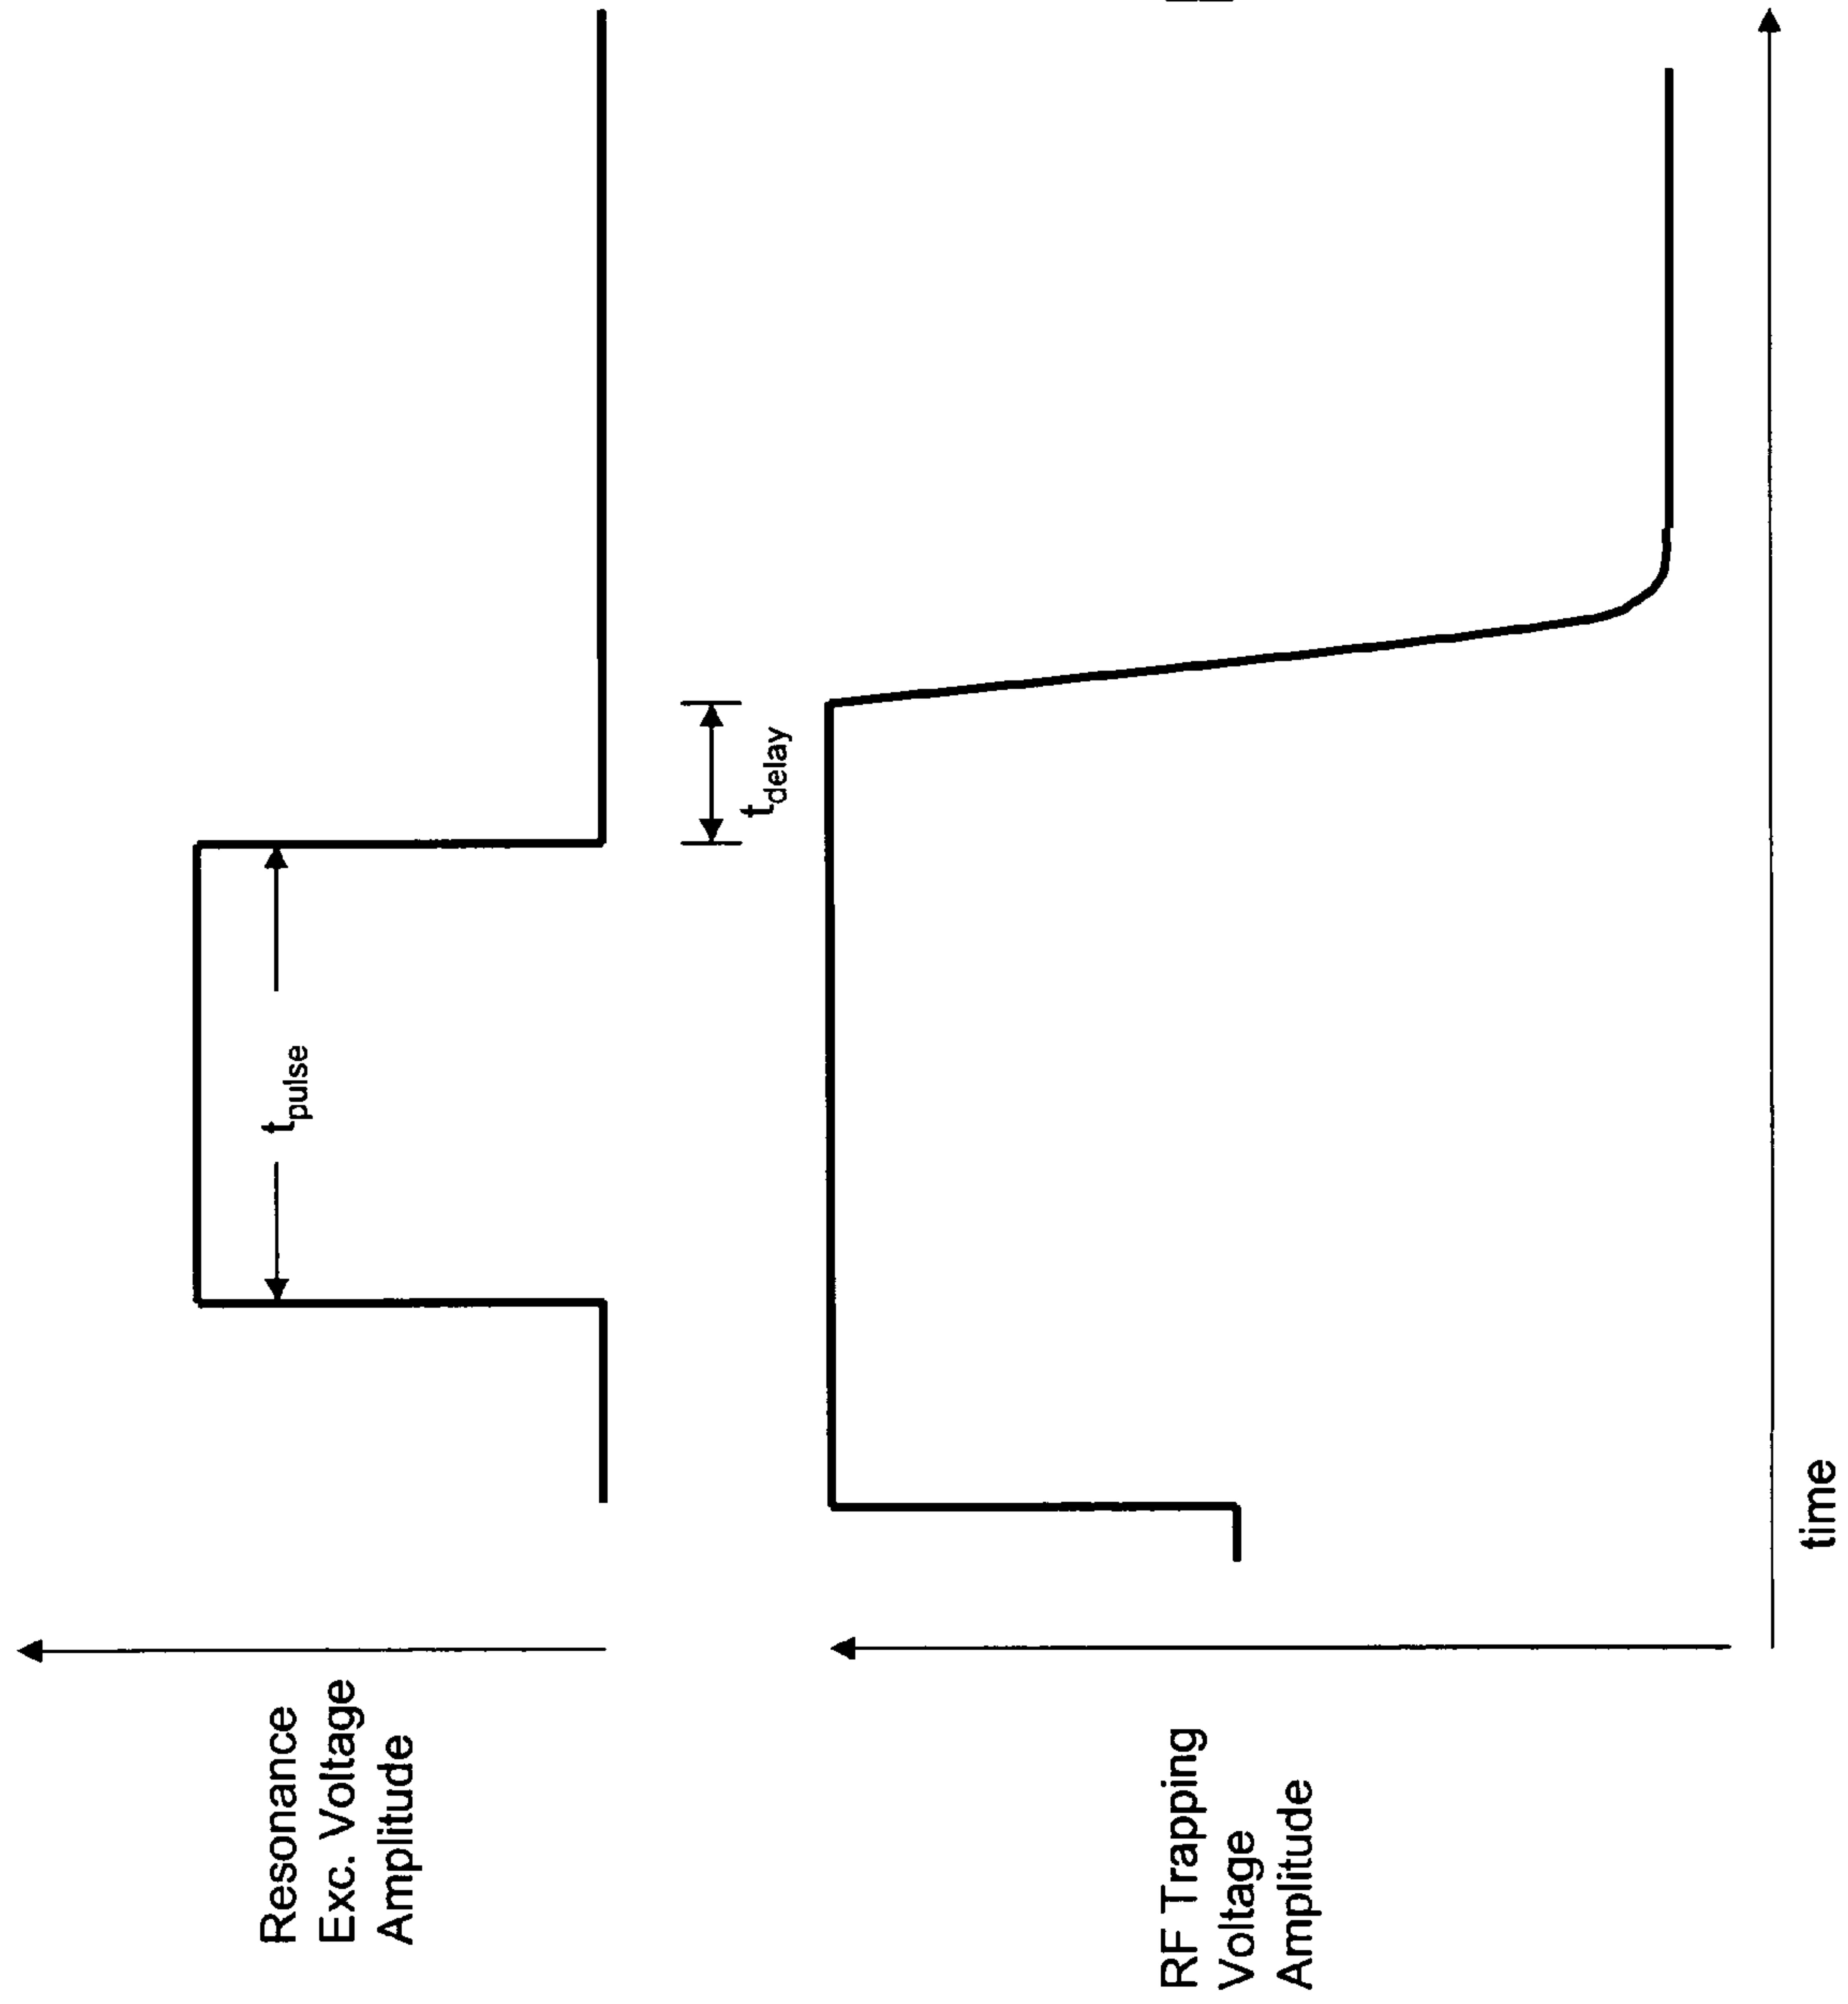 Resonance
Exc. Voltage
Amplitude
t_pulse
t_delay
RF Trapping
Voltage
Amplitude
time